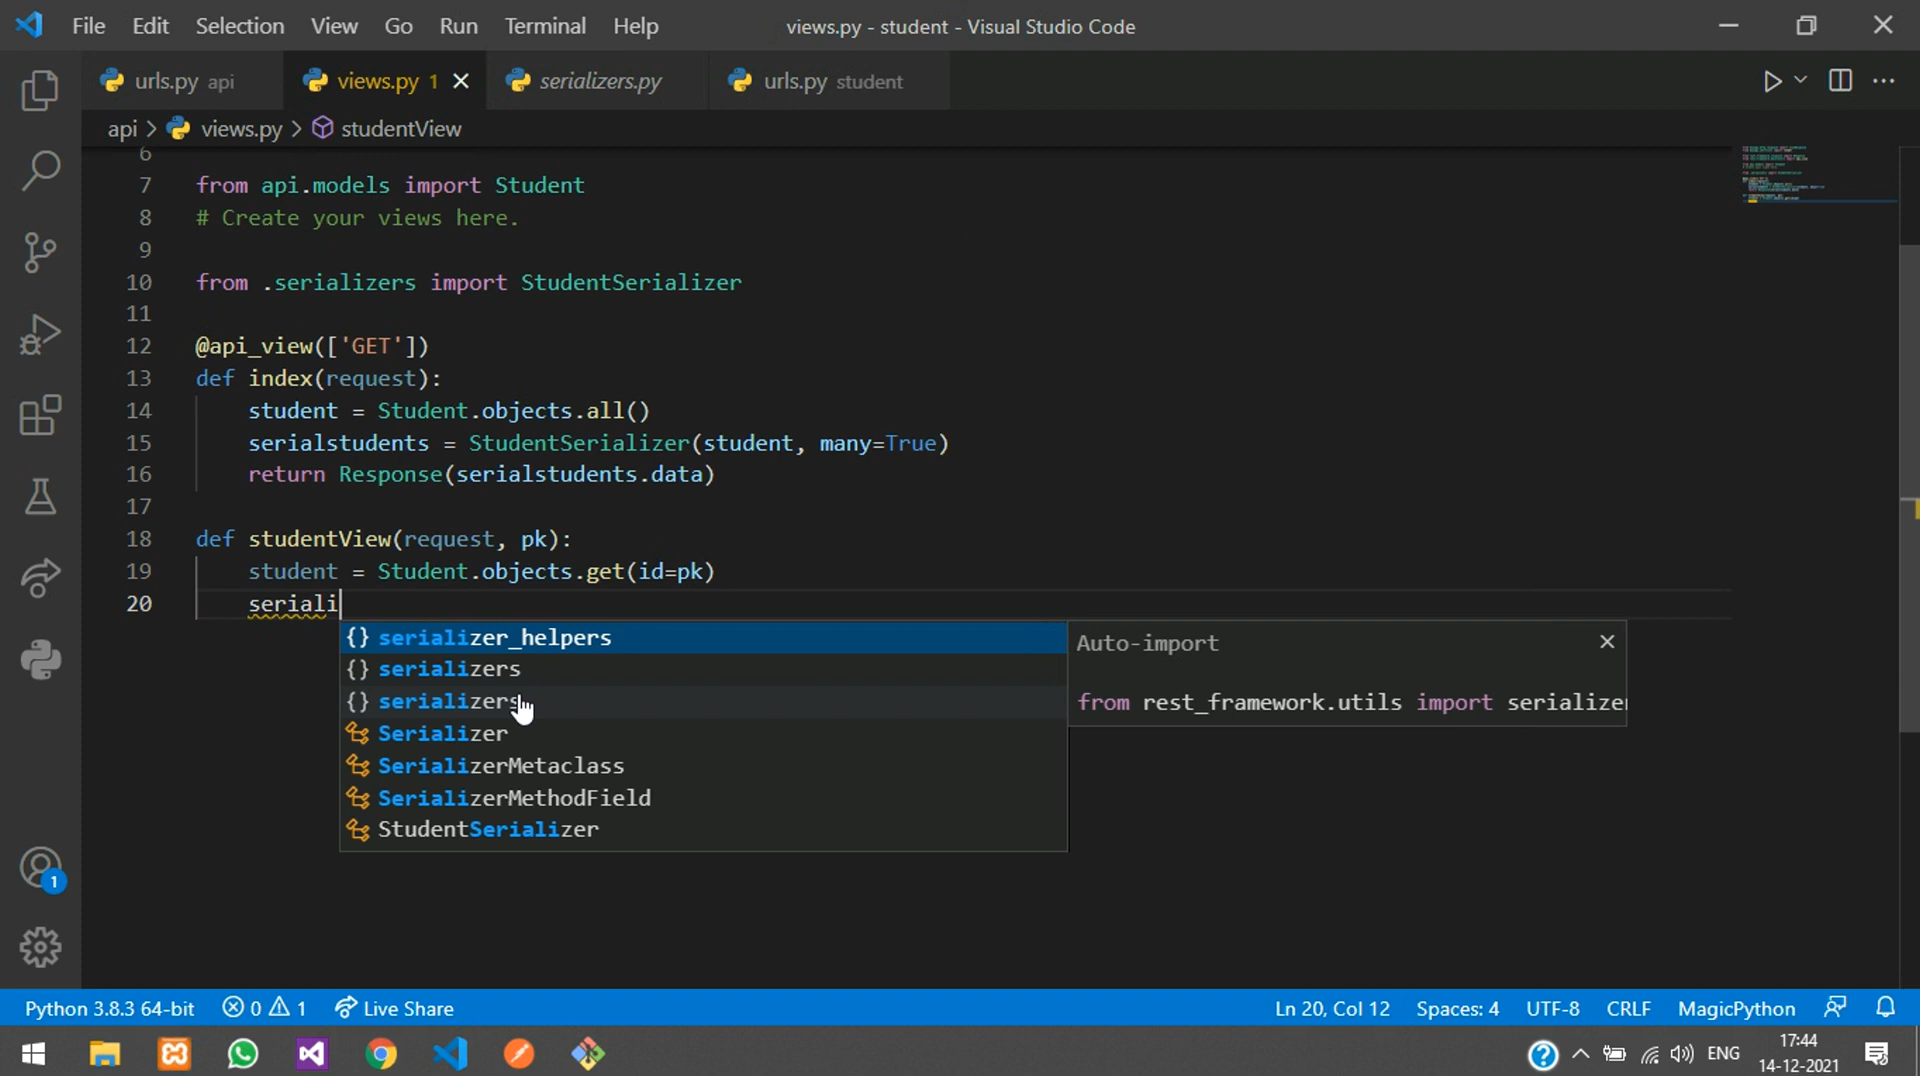 File Edit Selection View Go Run Terminal Help views.py - student - Visual Studio Code
urls.py api views.py 1 serializers.py urls.py student
api > views.py > studentView
6
7 from api.models import Student
8 # Create your views here.
9
10 from .serializers import StudentSerializer
11
12 @api_view(['GET'])
13 def index(request):
14 student = Student.objects.all()
15 serialstudents = StudentSerializer(student, many=True)
16 return Response(serialstudents.data)
17
18 def studentView(request, pk):
19 student = Student.objects.get(id=pk)
20 seriali
{} serializer_helpers
{} serializers
{} serializers
Serializer
SerializerMetaclass
SerializerMethodField
StudentSerializer
Auto-import
from rest_framework.utils import serializer
1
Python 3.8.3 64-bit 0 1 Live Share Ln 20, Col 12 Spaces: 4 UTF-8 CRLF MagicPython
ENG 17:44
14-12-2021